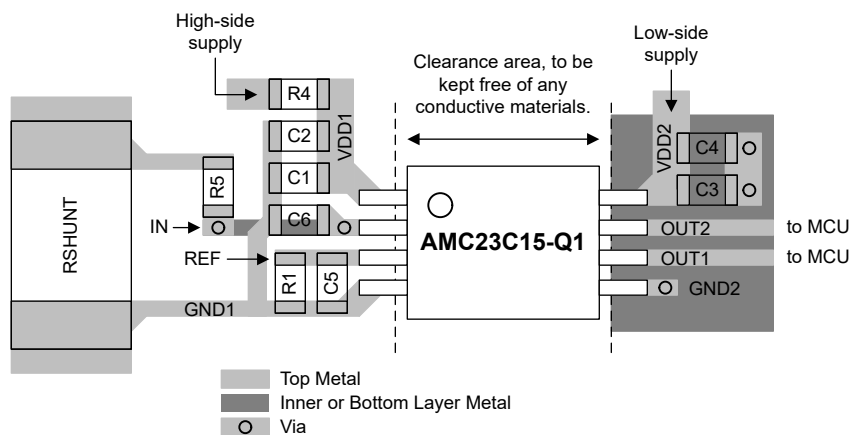 High-side
supply
Low-side
supply
Clearance area, to be
kept free of any
conductive materials.
R4
C2
C1
C6
VDD1
VDD2
C4
C3
R5
IN
REF
RSHUNT
R1
C5
GND1
AMC23C15-Q1
OUT2
to MCU
OUT1
to MCU
GND2
Top Metal
Inner or Bottom Layer Metal
Via